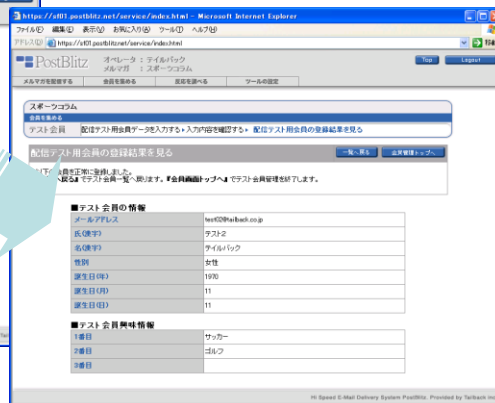 https://sf01.postblitz.net/service/index.html - Microsoft Internet Explorer
ファイル(F) 編集(E) 表示(V) お気に入り(A) ツール(T) ヘルプ(H)
アドレス(D) https://sf01.postblitz.net/service/index.html 移動
PostBlitz オペレータ : テイルバック Top Logout
メルマガ : スポーツコラム
メルマガを配信する 会員を集める 反応を調べる ツールの設定
スポーツコラム
会員を集める
テスト会員 配信テスト用会員データを入力する▸入力内容を確認する▸ 配信テスト用会員の登録結果を見る
配信テスト用会員の登録結果を見る 一覧へ戻る 会員管理トップへ
以下の会員を正常に登録しました。
へ戻る』でテスト会員一覧へ戻ります。『会員画面トップへ』でテスト会員管理を終了します。
■テスト会員の情報
メールアドレス test02@tailback.co.jp
氏(漢字) テスト2
名(漢字) テイルバック
性別 女性
誕生日(年) 1970
誕生日(月) 11
誕生日(日) 11
■テスト会員興味情報
1番目 サッカー
2番目 ゴルフ
3番目
Hi Speed E-Mail Delivery System PostBlitz. Provided by Tailback Inc